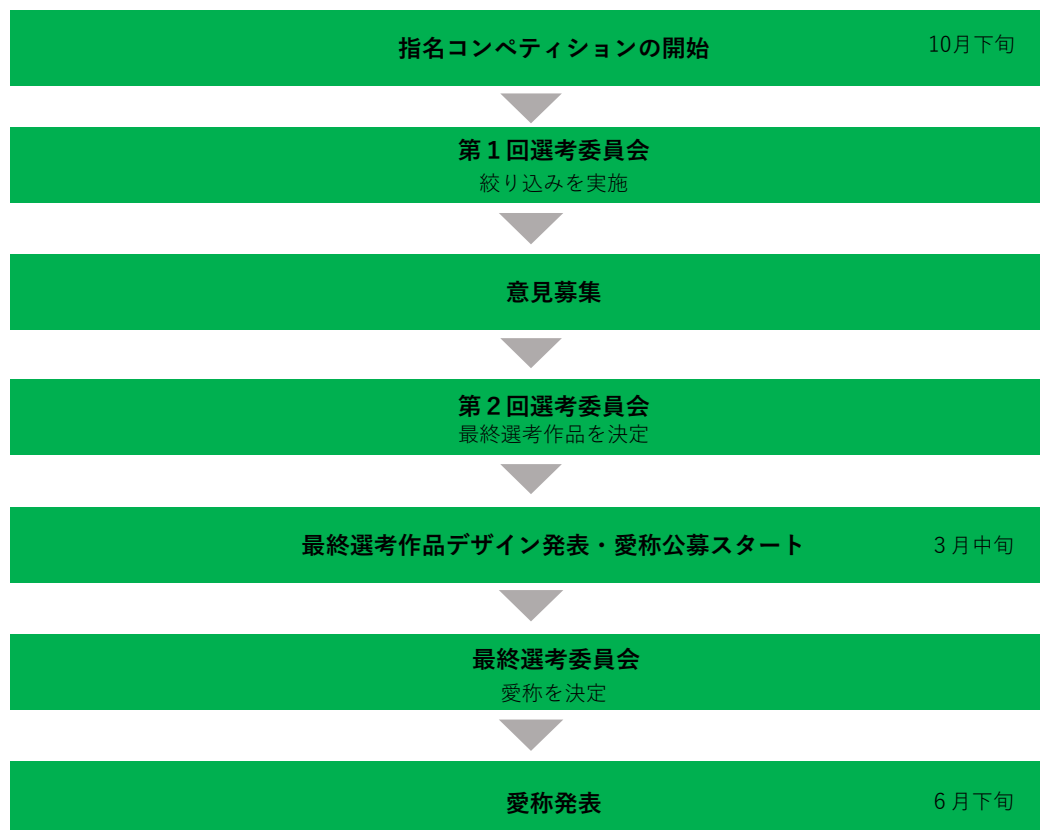 指名コンペティションの開始 10月下旬
第１回選考委員会
絞り込みを実施
意見募集
第２回選考委員会
最終選考作品を決定
最終選考作品デザイン発表・愛称公募スタート ３月中旬
最終選考委員会
愛称を決定
愛称発表 ６月下旬